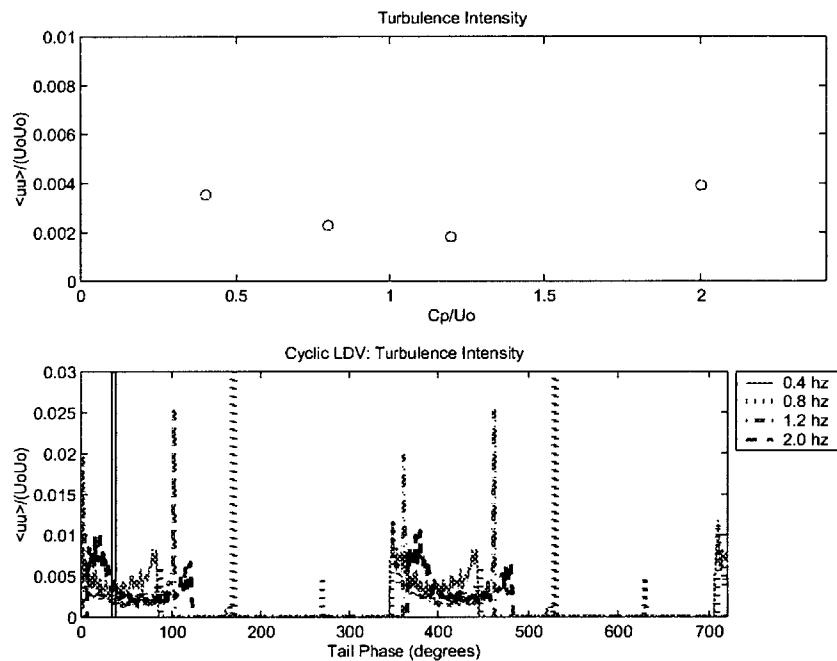 Turbulence Intensity
0.01
0.008
0.006
0.004
0.002
0
<uu>/(UoUo)
0 0.5 1 1.5 2
Cp/Uo
Cyclic LDV: Turbulence Intensity
0.03
0.025
0.02
0.015
0.01
0.005
0
<uu>/(UoUo)
0 100 200 300 400 500 600 700
Tail Phase (degrees)
0.4 hz
0.8 hz
1.2 hz
2.0 hz